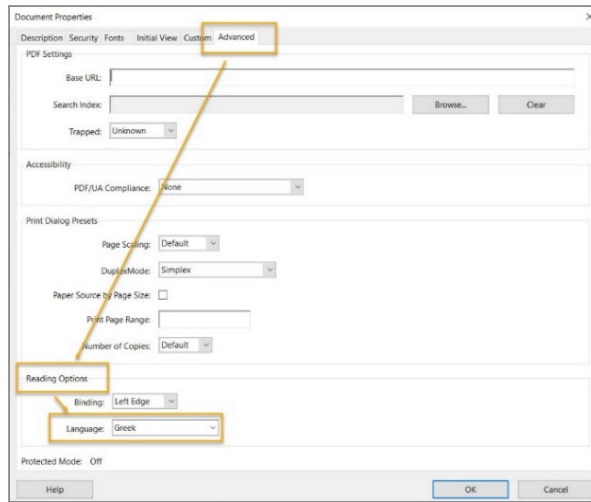 Document Properties
Description Security Fonts Initial View Custom Advanced
PDF Settings
Base URL:
Search Index: Browse... Clear
Trapped: Unknown
Accessibility
PDF/UA Compliance: None
Print Dialog Presets
Page Scaling: Default
DuplexMode: Simplex
Paper Source by Page Size:
Print Page Range:
Number of Copies: Default
Reading Options
Binding: Left Edge
Language: Greek
Protected Mode: Off
Help OK Cancel